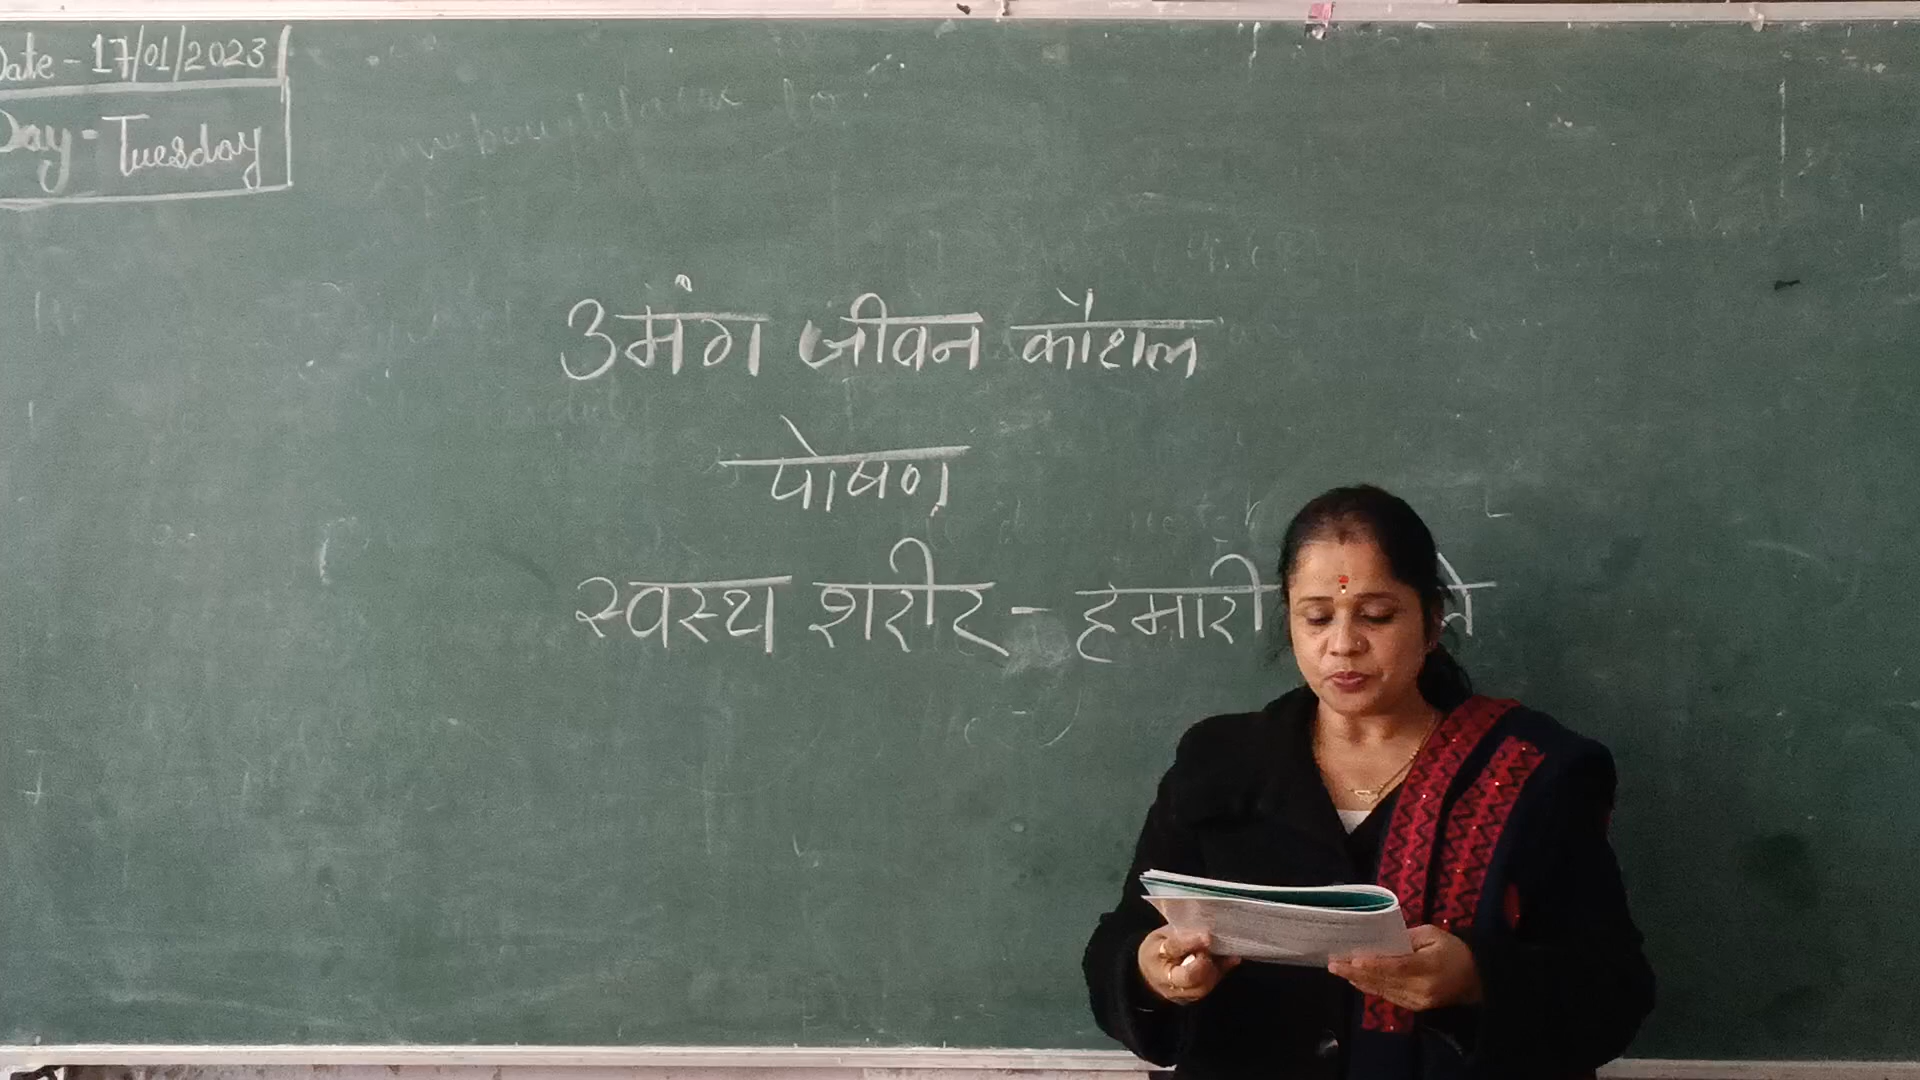 Date - 17/01/2023
Day - Tuesday
उमंग जीवन कौशल
पोषण
स्वस्थ शरीर - हमारी